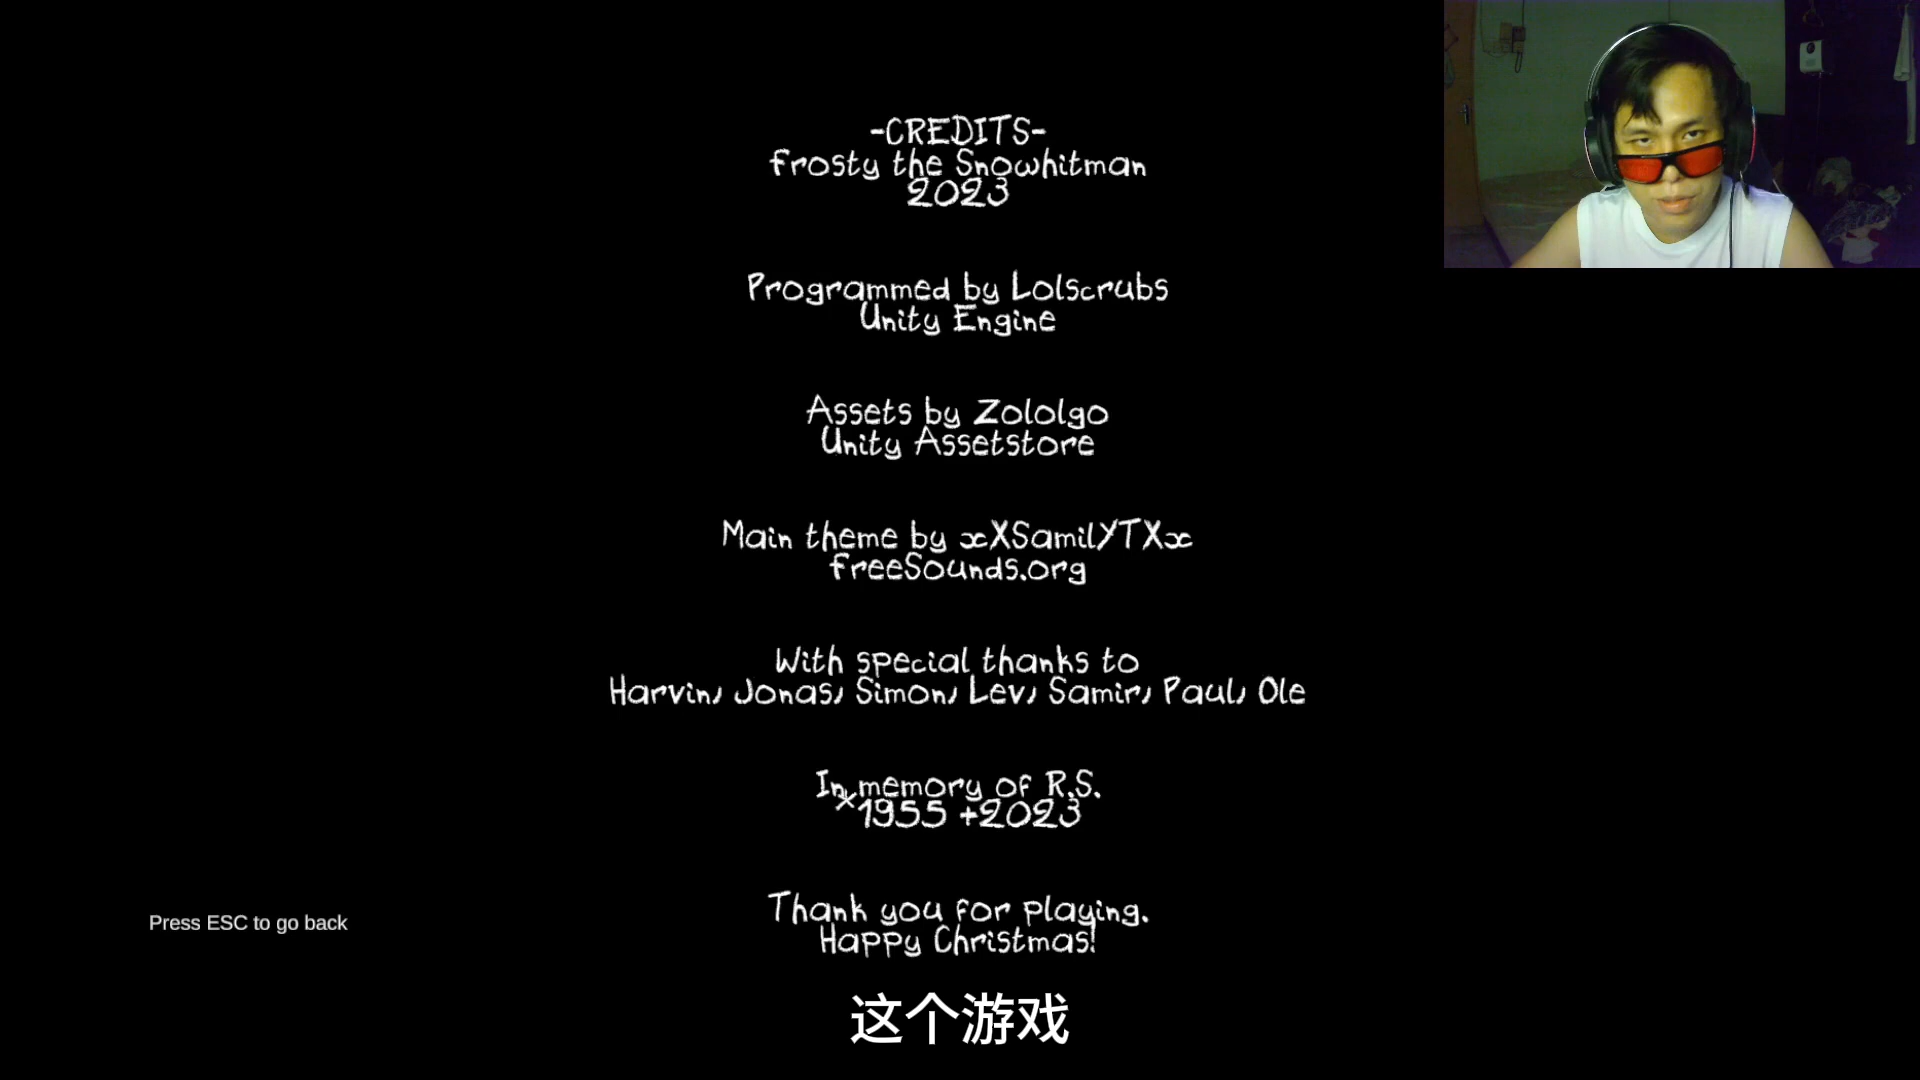 -CREDITS-
Frosty the Snowhitman
2023
Programmed by Lolscrubs
Unity Engine
Assets by Zololgo
Unity Assetstore
Main theme by xXSamilYTXx
FreeSounds.org
With special thanks to
Harvin, Jonas, Simon, Lev, Samir, Paul, Ole
In memory of R.S.
*1955 +2023
Thank you for playing.
Happy Christmas!
Press ESC to go back
这个游戏